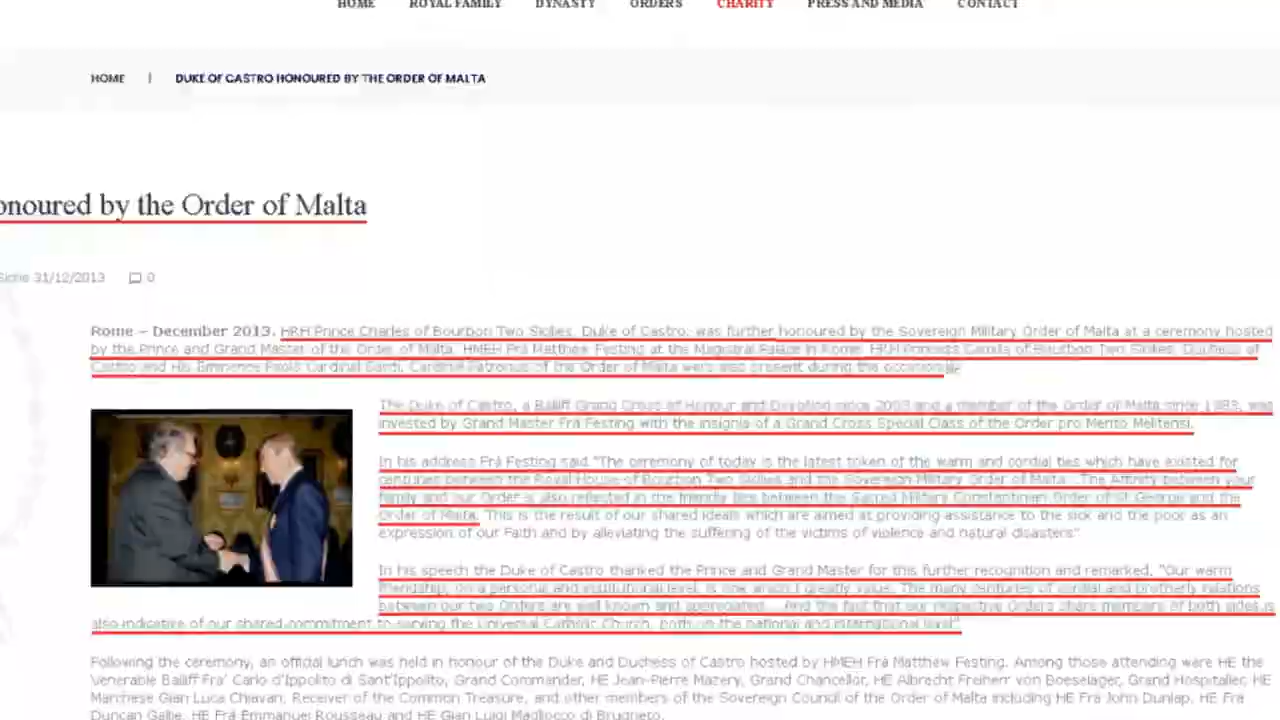 HOME ROYAL FAMILY DYNASTY ORDERS CHARITY PRESS AND MEDIA CONTACT
HOME | DUKE OF CASTRO HONOURED BY THE ORDER OF MALTA
onoured by the Order of Malta
31/12/2013 0
Rome – December 2013. HRH Prince Charles of Bourbon Two Sicilies, Duke of Castro, was further honoured by the Sovereign Military Order of Malta at a ceremony hosted
by the Prince and Grand Master of the Order of Malta, HMEH Fra Matthew Festing at the Magistral Palace in Rome. HRH Princess Camilla of Bourbon Two Sicilies, Duchess of
Castro and His Eminence Paolo Cardinal Sardi, Cardinal Patronus of the Order of Malta were also present during the
The Duke of Castro, a Bailiff Grand Cross of Honour and Devotion since 2003 and a member of the Order of Malta since 1983, was
invested by Grand Master Fra Festing with the insignia of a Grand Cross Special Class of the Order pro Merito Melitensi.
In his address Frá Festing said "The ceremony of today is the latest token of the warm and cordial ties which have existed for
centuries between the Royal House of Bourbon Two Sicilies and the Sovereign Military Order of Malta. The Affinity between your
family and our Order is also reflected in the friendly ties between the Sacred Military Constantinian Order of St George and the
Order of Malta. This is the result of our shared ideals which are aimed at providing assistance to the sick and the poor as an
expression of our Faith and by alleviating the suffering of the victims of violence and natural disasters"
In his speech the Duke of Castro thanked the Prince and Grand Master for this further recognition and remarked, "Our warm
friendship, on a personal and institutional level, is one which I greatly value. The many centuries of cordial and brotherly relations
between our two Orders are well known and appreciated... And the fact that our respective Orders share members of both sides is
also indicative of our shared commitment to serving the Universal Catholic Church, both on the national and international level".
Following the ceremony, an official lunch was held in honour of the Duke and Duchess of Castro hosted by HMEH Fra Matthew Festing. Among those attending were HE the
Venerable Bailiff Fra' Carlo d'Ippolito di Sant'Ippolito, Grand Commander, HE Jean-Pierre Mazery, Grand Chancellor, HE Albrecht Freiherr von Boeselager, Grand Hospitaller, HE
Marchese Gian Luca Chiavari, Receiver of the Common Treasure, and other members of the Sovereign Council of the Order of Malta including HE Fra John Dunlap, HE Fra
Duncan Gallie, HE Fra Emmanuel Rousseau and HE Gian Luigi Magliocco di Brugneto.